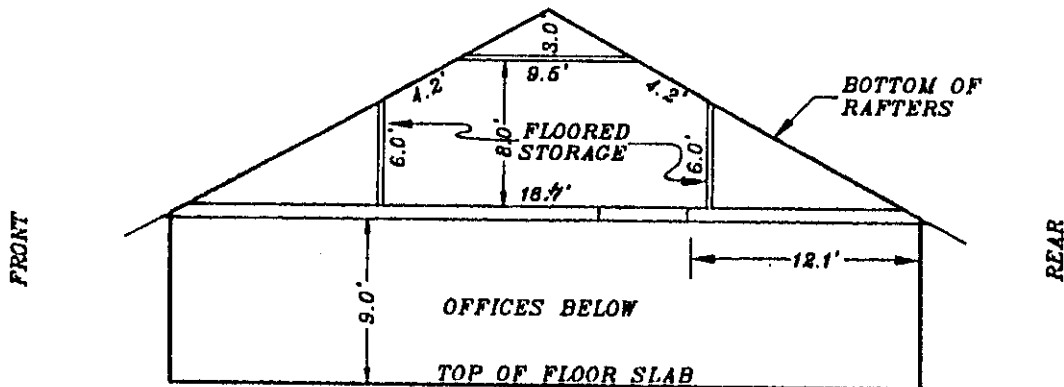 3.0'
9.5'
4.2'
4.2'
BOTTOM OF
RAFTERS
6.0'
8.0'
FLOORED
STORAGE
6.0'
FRONT
REAR
12.1'
9.0'
OFFICES BELOW
TOP OF FLOOR SLAB